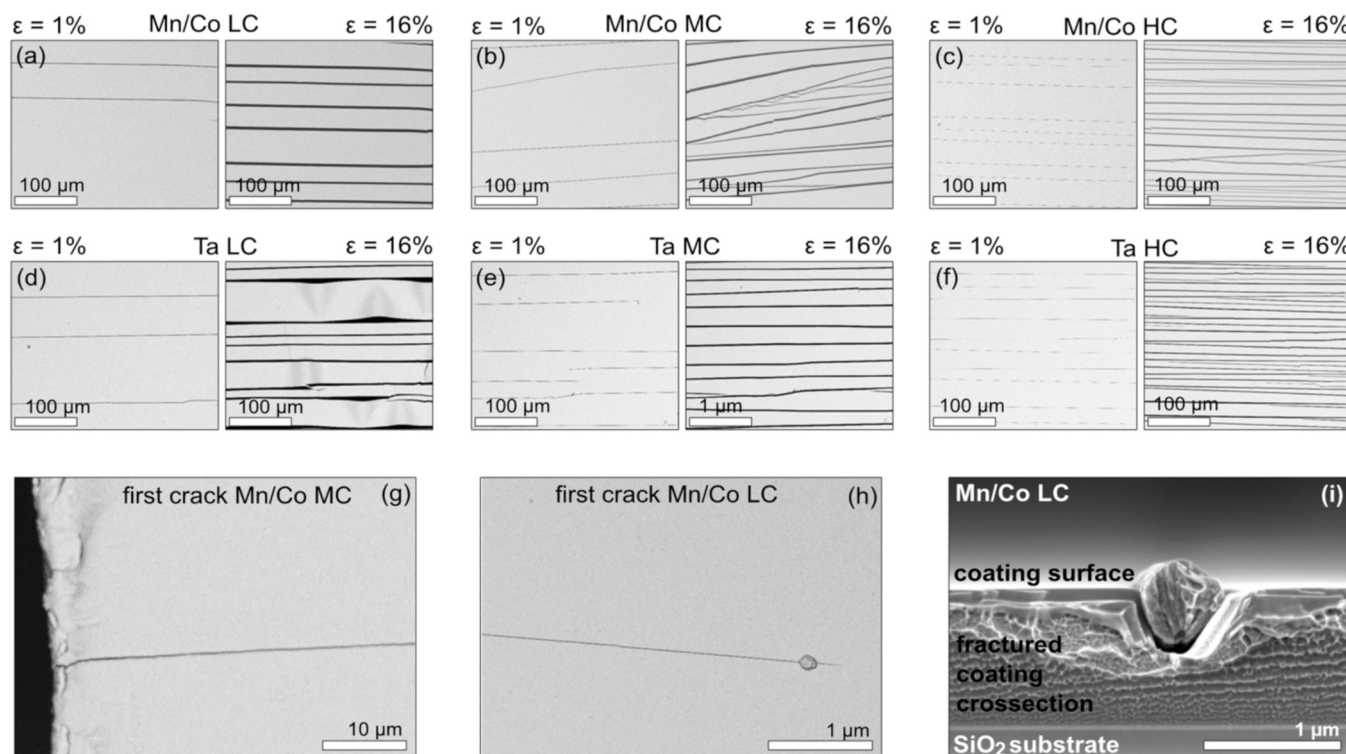 ε = 1% Mn/Co LC ε = 16%
(a)
100 µm
100 µm
ε = 1% Mn/Co MC ε = 16%
(b)
100 µm
100 µm
ε = 1% Mn/Co HC ε = 16%
(c)
100 µm
100 µm
ε = 1% Ta LC ε = 16%
(d)
100 µm
100 µm
ε = 1% Ta MC ε = 16%
(e)
100 µm
1 µm
ε = 1% Ta HC ε = 16%
(f)
100 µm
100 µm
first crack Mn/Co MC (g)
10 µm
first crack Mn/Co LC (h)
1 µm
Mn/Co LC (i)
coating surface
fractured
coating
crossection
1 µm
SiO₂ substrate